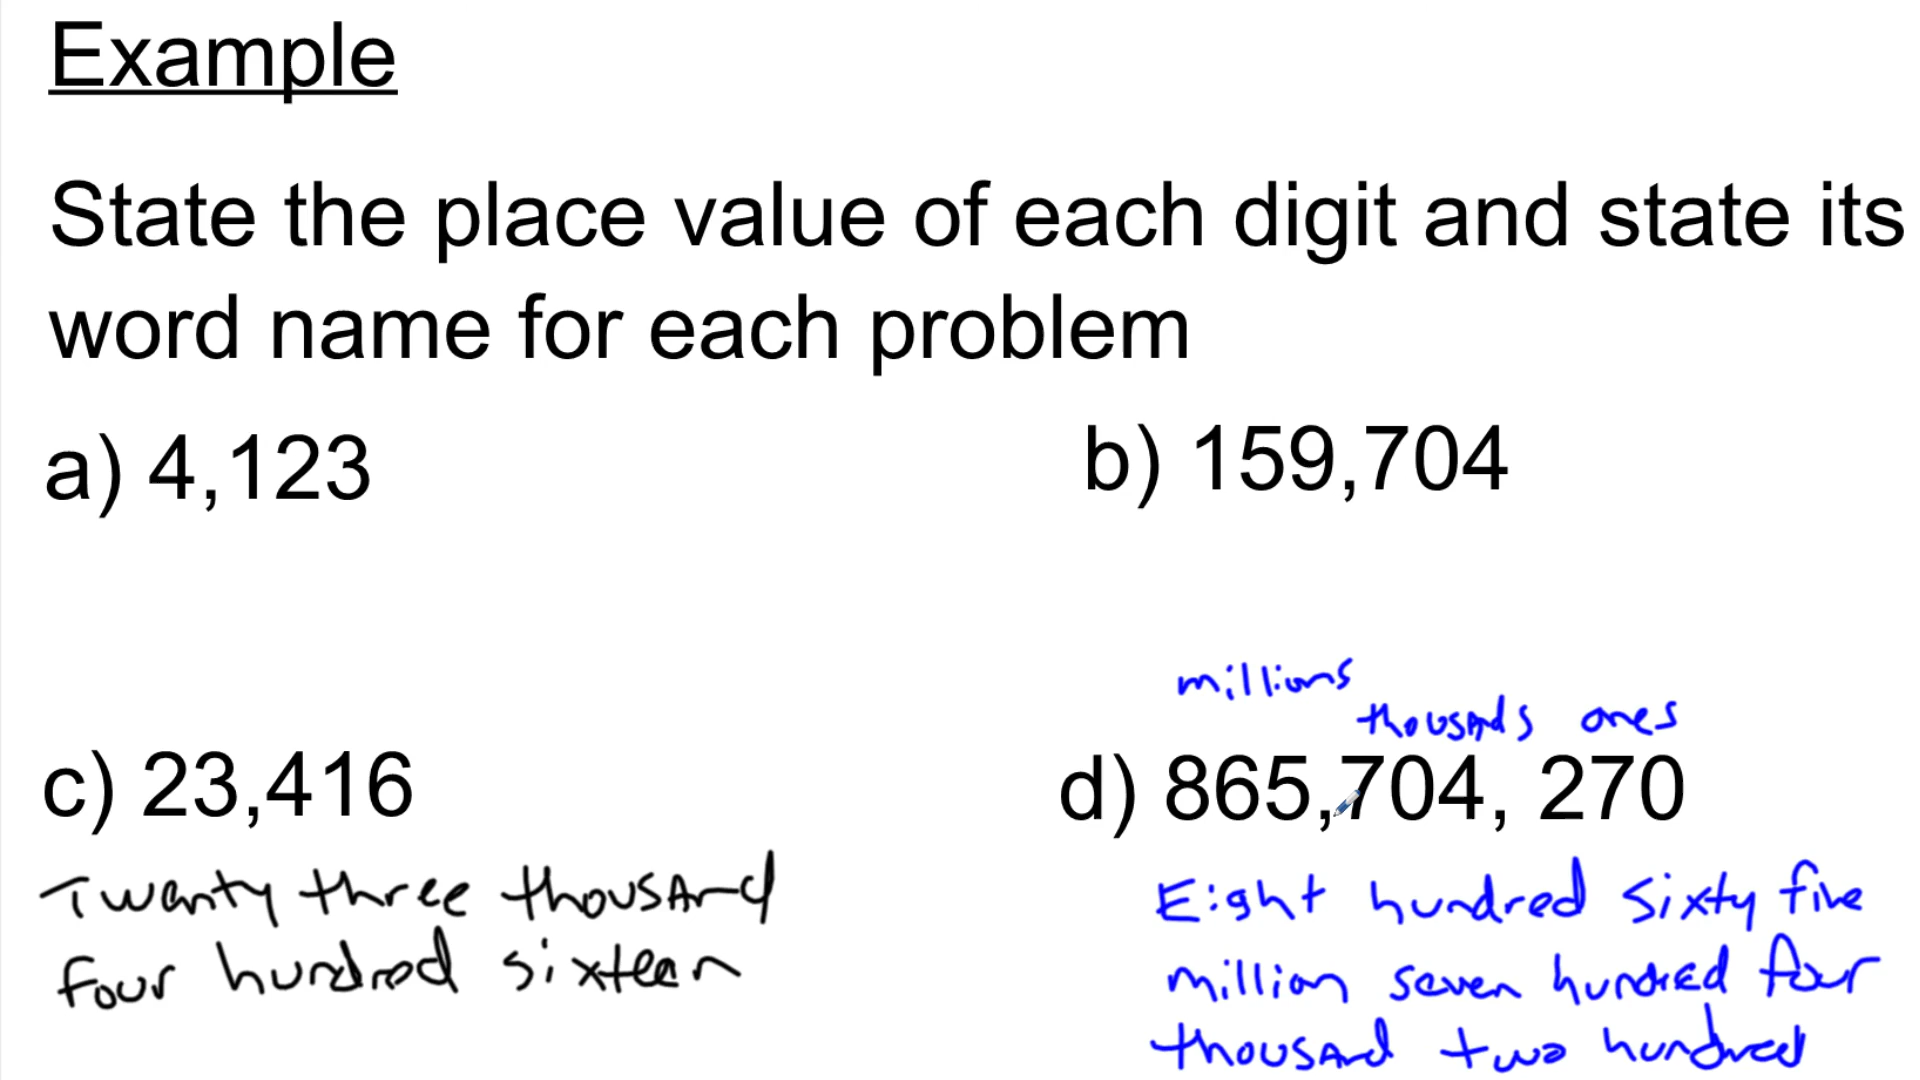 Example
State the place value of each digit and state its
word name for each problem
a) 4,123
b) 159,704
millions
thousands ones
c) 23,416
d) 865,704, 270
Twenty three thousand
four hundred sixteen
Eight hundred sixty five
million seven hundred four
thousand two hundred